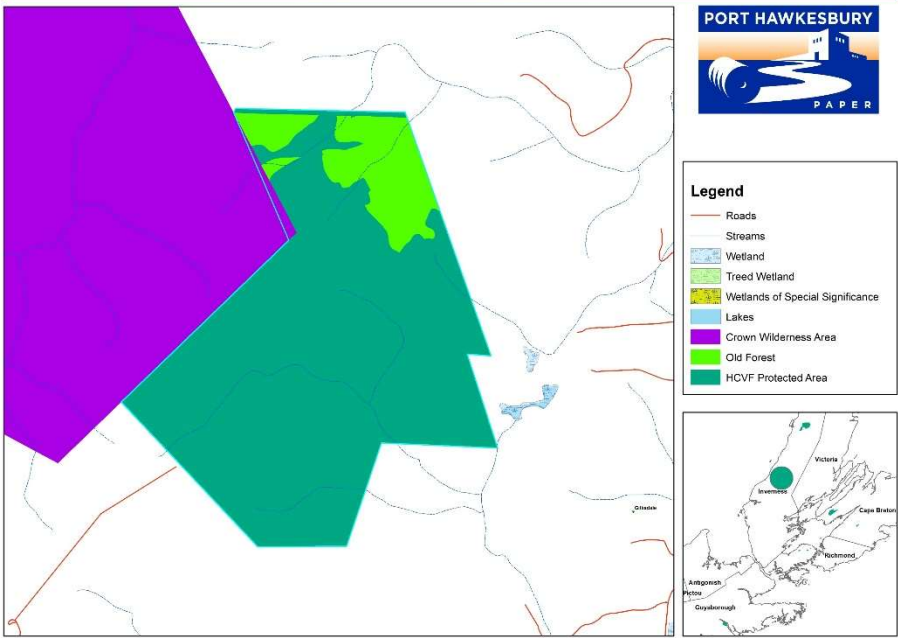 PORT HAWKESBURY
PAPER
Legend
Roads
Streams
Wetland
Treed Wetland
Wetlands of Special Significance
Lakes
Crown Wilderness Area
Old Forest
HCVF Protected Area
Victoria
Inverness
Cape Breton
Richmond
Antigonish
Pictou
Guysborough